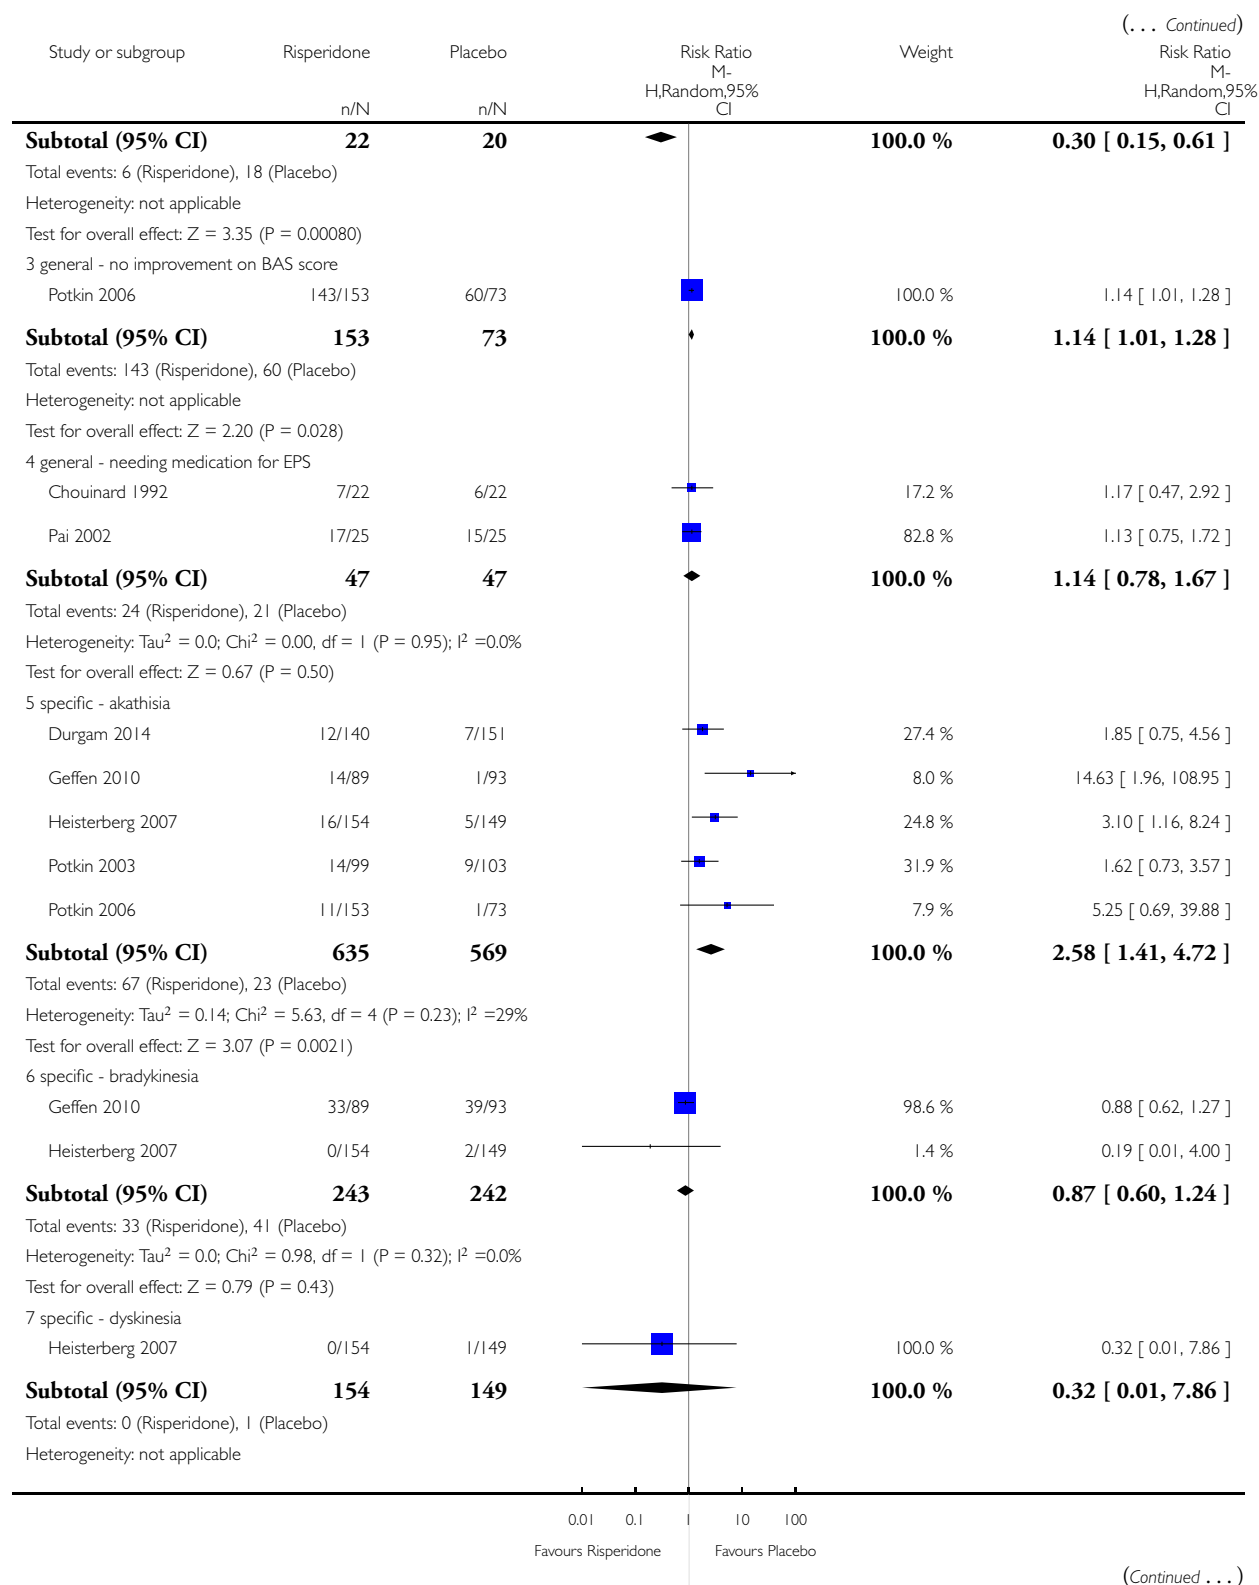 (... Continued)
Study or subgroup Risperidone Placebo Risk Ratio Weight Risk Ratio
M- M-
H,Random,95% H,Random,95%
n/N n/N CI CI
Subtotal (95% CI) 22 20 100.0 % 0.30 [ 0.15, 0.61 ]
Total events: 6 (Risperidone), 18 (Placebo)
Heterogeneity: not applicable
Test for overall effect: Z = 3.35 (P = 0.00080)
3 general - no improvement on BAS score
Potkin 2006 143/153 60/73 100.0 % 1.14 [ 1.01, 1.28 ]
Subtotal (95% CI) 153 73 100.0 % 1.14 [ 1.01, 1.28 ]
Total events: 143 (Risperidone), 60 (Placebo)
Heterogeneity: not applicable
Test for overall effect: Z = 2.20 (P = 0.028)
4 general - needing medication for EPS
Chouinard 1992 7/22 6/22 17.2 % 1.17 [ 0.47, 2.92 ]
Pai 2002 17/25 15/25 82.8 % 1.13 [ 0.75, 1.72 ]
Subtotal (95% CI) 47 47 100.0 % 1.14 [ 0.78, 1.67 ]
Total events: 24 (Risperidone), 21 (Placebo)
Heterogeneity: Tau² = 0.0; Chi² = 0.00, df = 1 (P = 0.95); I² =0.0%
Test for overall effect: Z = 0.67 (P = 0.50)
5 specific - akathisia
Durgam 2014 12/140 7/151 27.4 % 1.85 [ 0.75, 4.56 ]
Geffen 2010 14/89 1/93 8.0 % 14.63 [ 1.96, 108.95 ]
Heisterberg 2007 16/154 5/149 24.8 % 3.10 [ 1.16, 8.24 ]
Potkin 2003 14/99 9/103 31.9 % 1.62 [ 0.73, 3.57 ]
Potkin 2006 11/153 1/73 7.9 % 5.25 [ 0.69, 39.88 ]
Subtotal (95% CI) 635 569 100.0 % 2.58 [ 1.41, 4.72 ]
Total events: 67 (Risperidone), 23 (Placebo)
Heterogeneity: Tau² = 0.14; Chi² = 5.63, df = 4 (P = 0.23); I² =29%
Test for overall effect: Z = 3.07 (P = 0.0021)
6 specific - bradykinesia
Geffen 2010 33/89 39/93 98.6 % 0.88 [ 0.62, 1.27 ]
Heisterberg 2007 0/154 2/149 1.4 % 0.19 [ 0.01, 4.00 ]
Subtotal (95% CI) 243 242 100.0 % 0.87 [ 0.60, 1.24 ]
Total events: 33 (Risperidone), 41 (Placebo)
Heterogeneity: Tau² = 0.0; Chi² = 0.98, df = 1 (P = 0.32); I² =0.0%
Test for overall effect: Z = 0.79 (P = 0.43)
7 specific - dyskinesia
Heisterberg 2007 0/154 1/149 100.0 % 0.32 [ 0.01, 7.86 ]
Subtotal (95% CI) 154 149 100.0 % 0.32 [ 0.01, 7.86 ]
Total events: 0 (Risperidone), 1 (Placebo)
Heterogeneity: not applicable
0.01 0.1 1 10 100
Favours Risperidone Favours Placebo
(Continued ...)